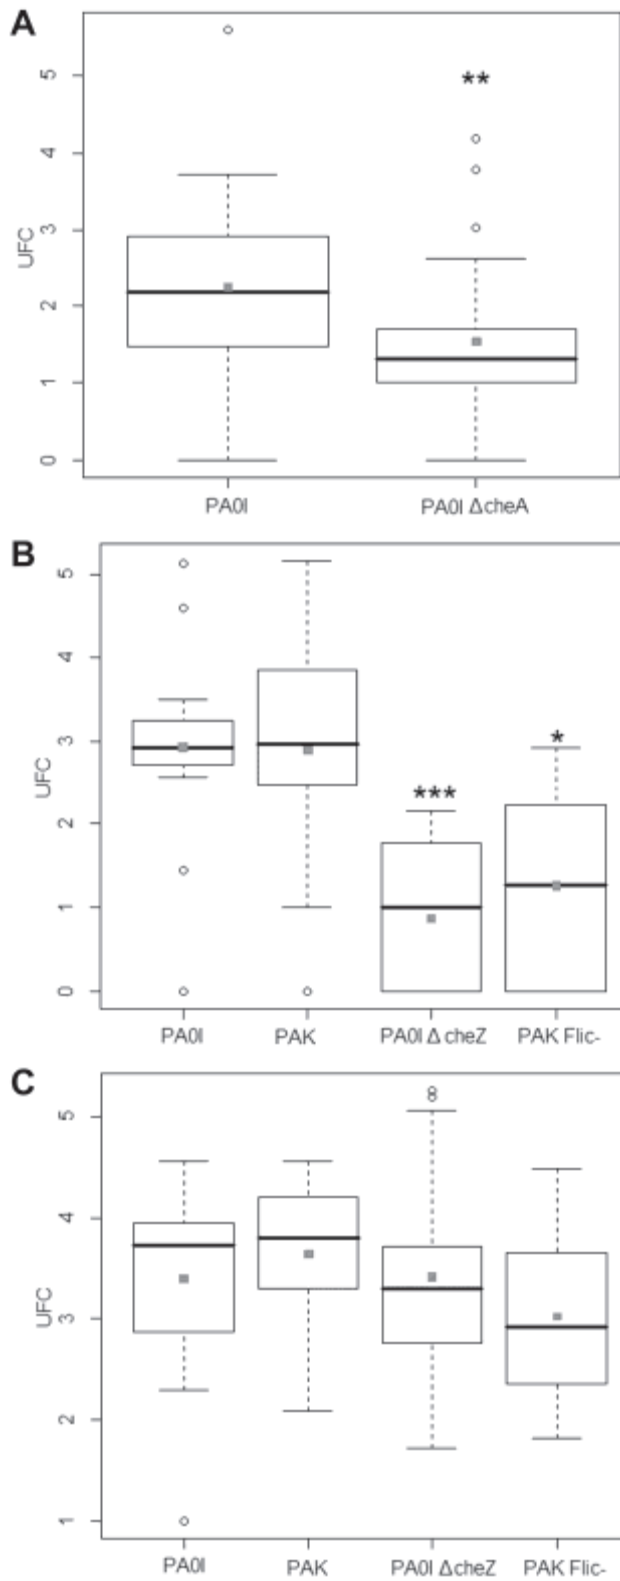 A
5
4
3
2
1
0
UFC
**
PA0I
PA0I ΔcheA
B
5
4
3
2
1
0
UFC
***
*
PA0I
PAK
PA0I Δ cheZ
PAK Flic-
C
5
4
3
2
1
UFC
PA0I
PAK
PA0I ΔcheZ
PAK Flic-